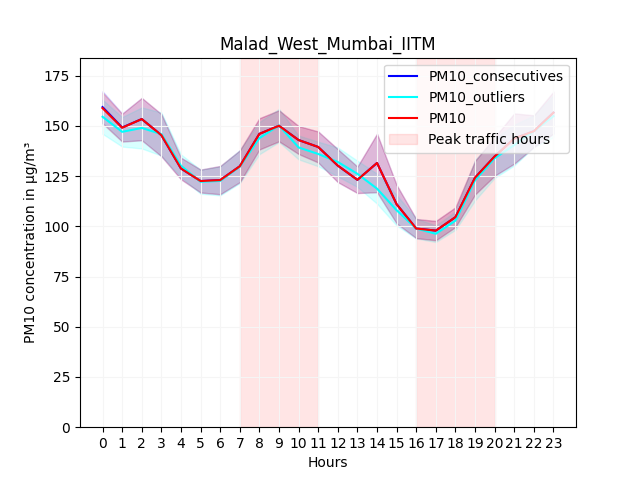 Malad_West_Mumbai_IITM
PM10 concentration in µg/m³
175
150
125
100
75
50
25
0
PM10_consecutives
PM10_outliers
PM10
Peak traffic hours
0 1 2 3 4 5 6 7 8 9 10 11 12 13 14 15 16 17 18 19 20 21 22 23
Hours